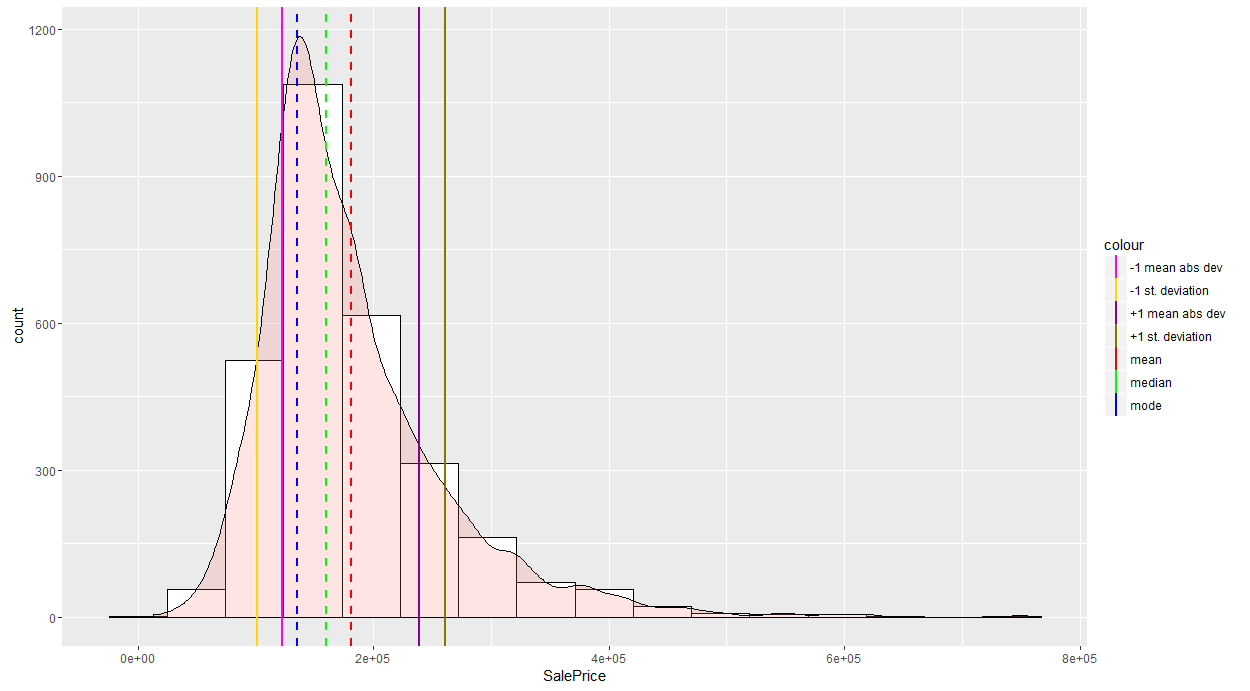 1200
900
600
300
0
count
0e+00
2e+05
4e+05
6e+05
8e+05
SalePrice
colour
-1 mean abs dev
-1 st. deviation
+1 mean abs dev
+1 st. deviation
mean
median
mode